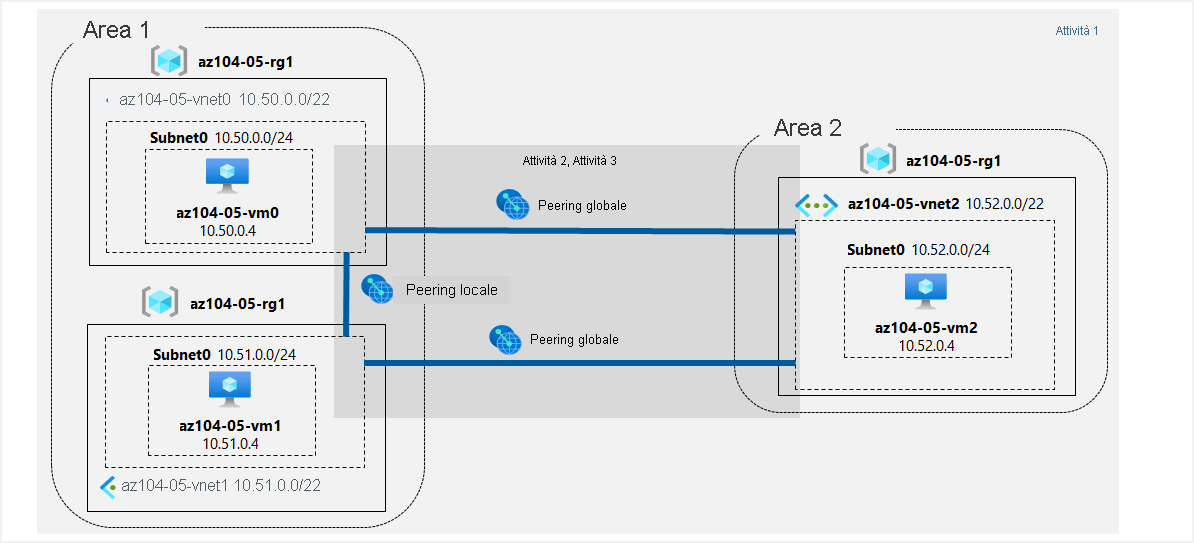 Area 1
Attività 1
az104-05-rg1
az104-05-vnet0 10.50.0.0/22
Subnet0 10.50.0.0/24
az104-05-vm0
10.50.0.4
Attività 2, Attività 3
Peering globale
Peering locale
Peering globale
az104-05-rg1
Subnet0 10.51.0.0/24
az104-05-vm1
10.51.0.4
az104-05-vnet1 10.51.0.0/22
Area 2
az104-05-rg1
az104-05-vnet2 10.52.0.0/22
Subnet0 10.52.0.0/24
az104-05-vm2
10.52.0.4